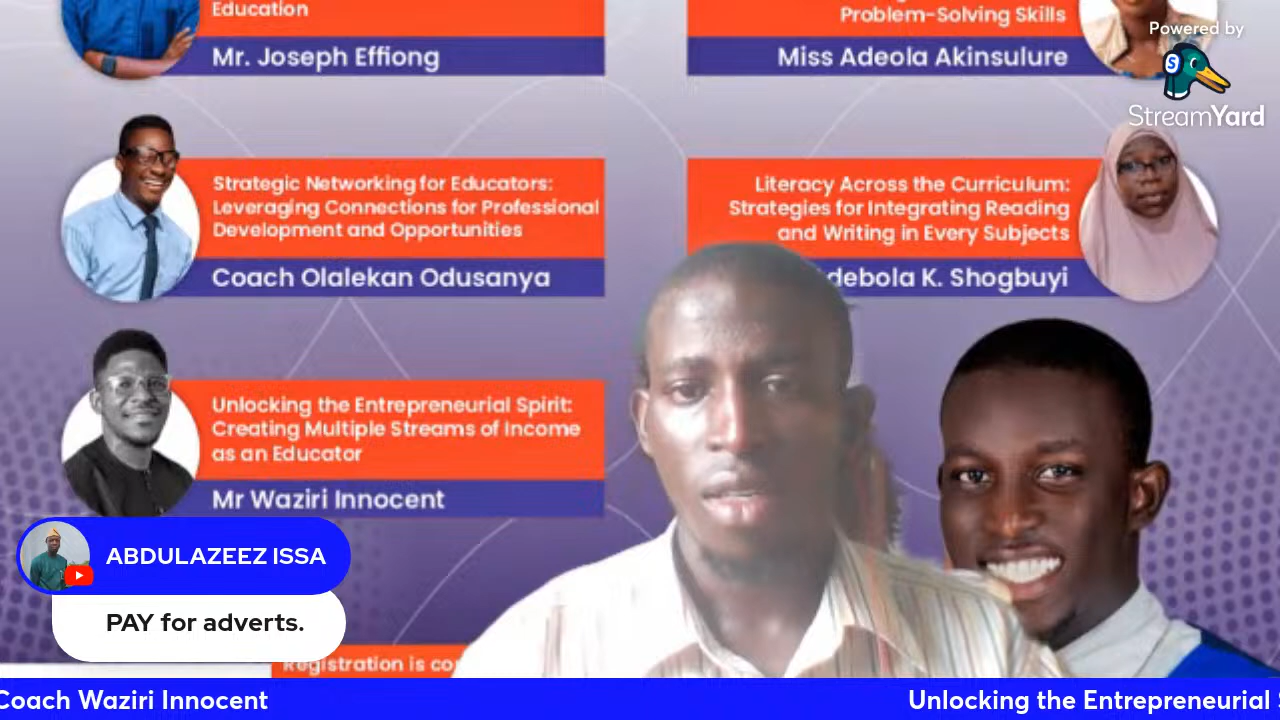 Education
Mr. Joseph Effiong
Problem-Solving Skills
Miss Adeola Akinsulure
Powered by
StreamYard
Strategic Networking for Educators:
Leveraging Connections for Professional
Development and Opportunities
Coach Olalekan Odusanya
Literacy Across the Curriculum:
Strategies for Integrating Reading
and Writing in Every Subjects
debola K. Shogbuyi
Unlocking the Entrepreneurial Spirit:
Creating Multiple Streams of Income
as an Educator
Mr Waziri Innocent
ABDULAZEEZ ISSA
PAY for adverts.
Registration is co
Coach Waziri Innocent
Unlocking the Entrepreneurial